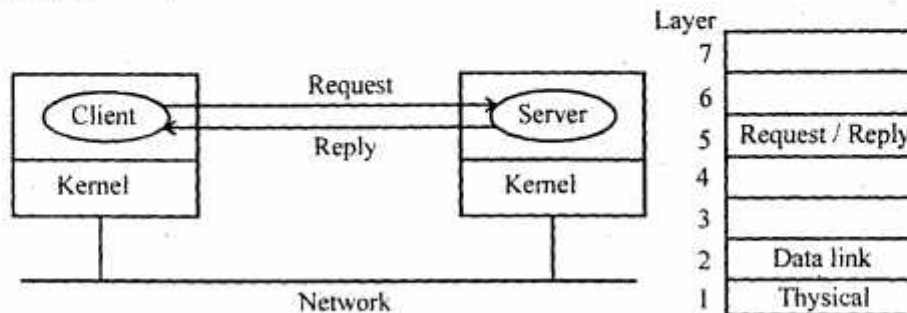 Layer
7
6
5 Request / Reply
4
3
2 Data link
1 Thysical
Request
Client
Server
Reply
Kernel
Kernel
Network